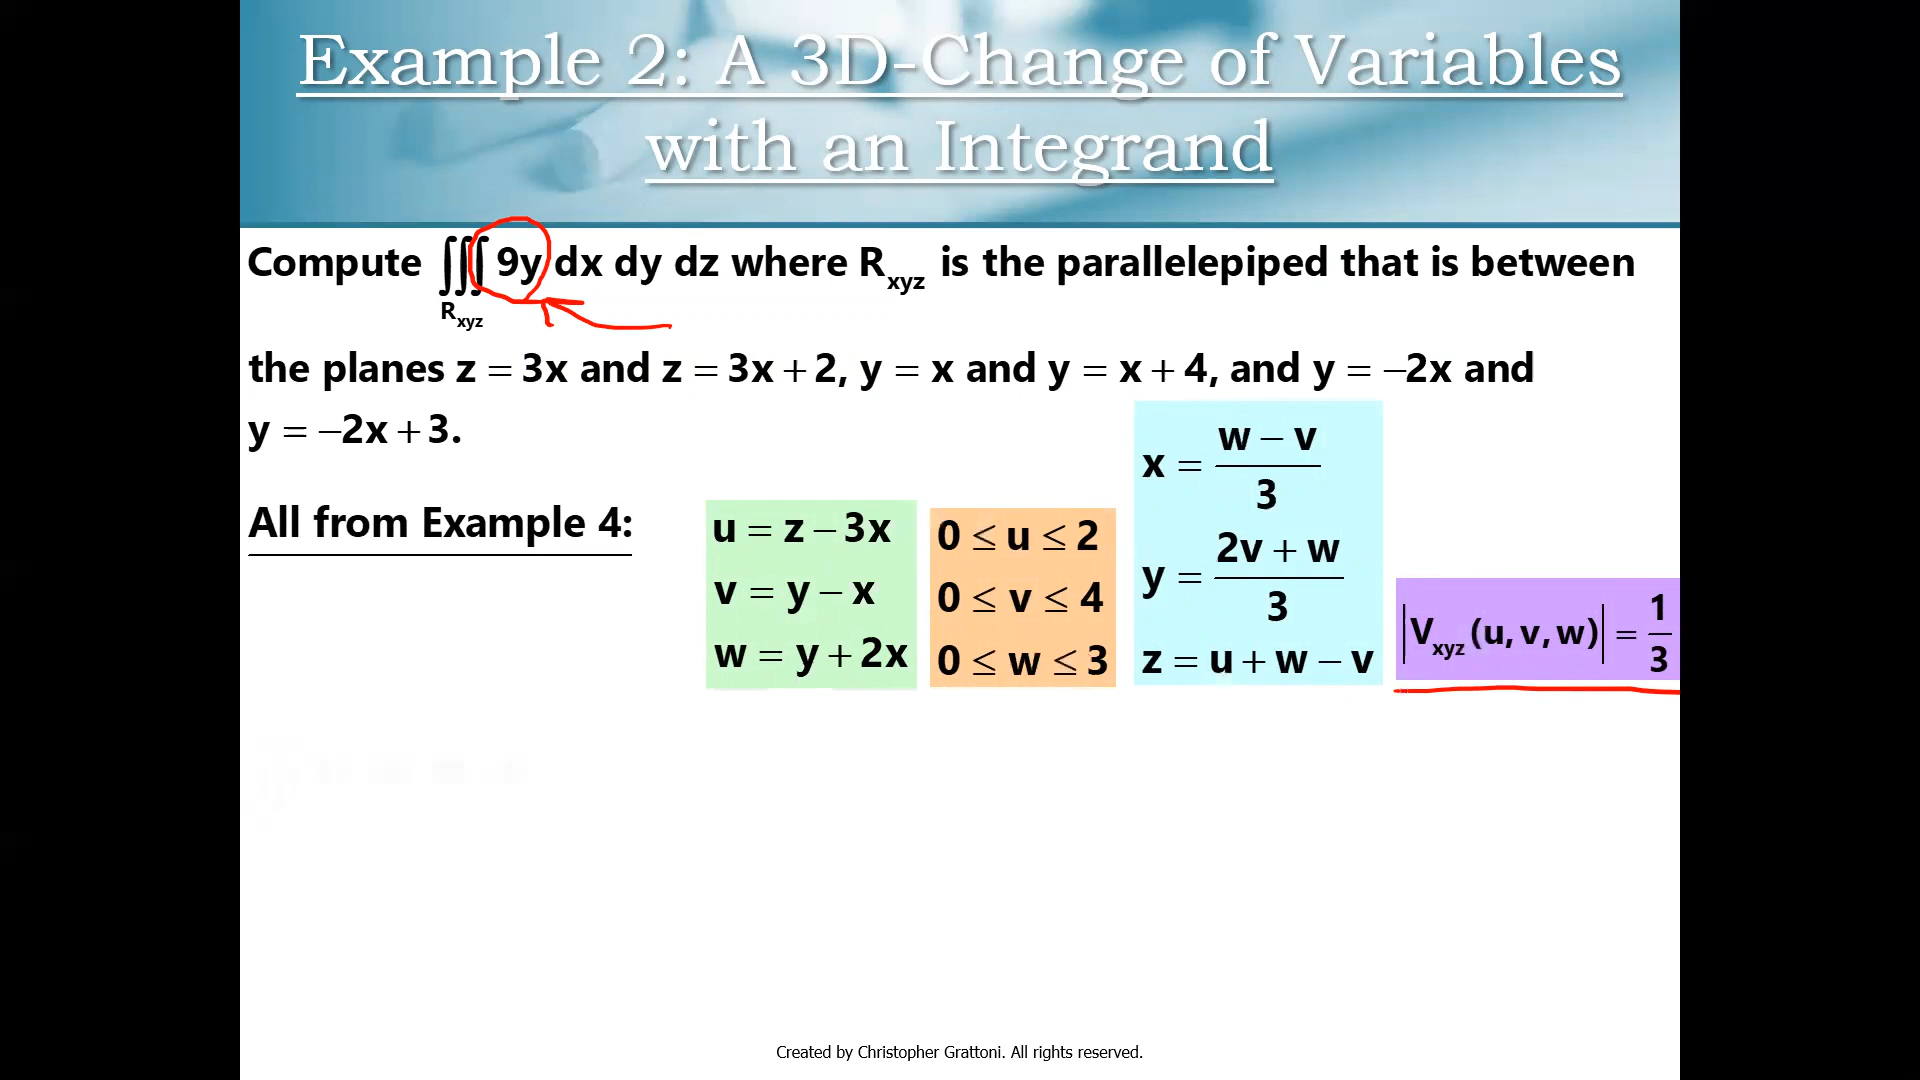 Example 2: A 3D-Change of Variables
with an Integrand
Compute ∭_{R_xyz} 9y dx dy dz where R_xyz is the parallelepiped that is between
the planes z = 3x and z = 3x + 2, y = x and y = x + 4, and y = −2x and
y = −2x + 3.
All from Example 4:
u = z − 3x
v = y − x
w = y + 2x
0 ≤ u ≤ 2
0 ≤ v ≤ 4
0 ≤ w ≤ 3
x = (w − v)/3
y = (2v + w)/3
z = u + w − v
|V_xyz(u, v, w)| = 1/3
Created by Christopher Grattoni. All rights reserved.